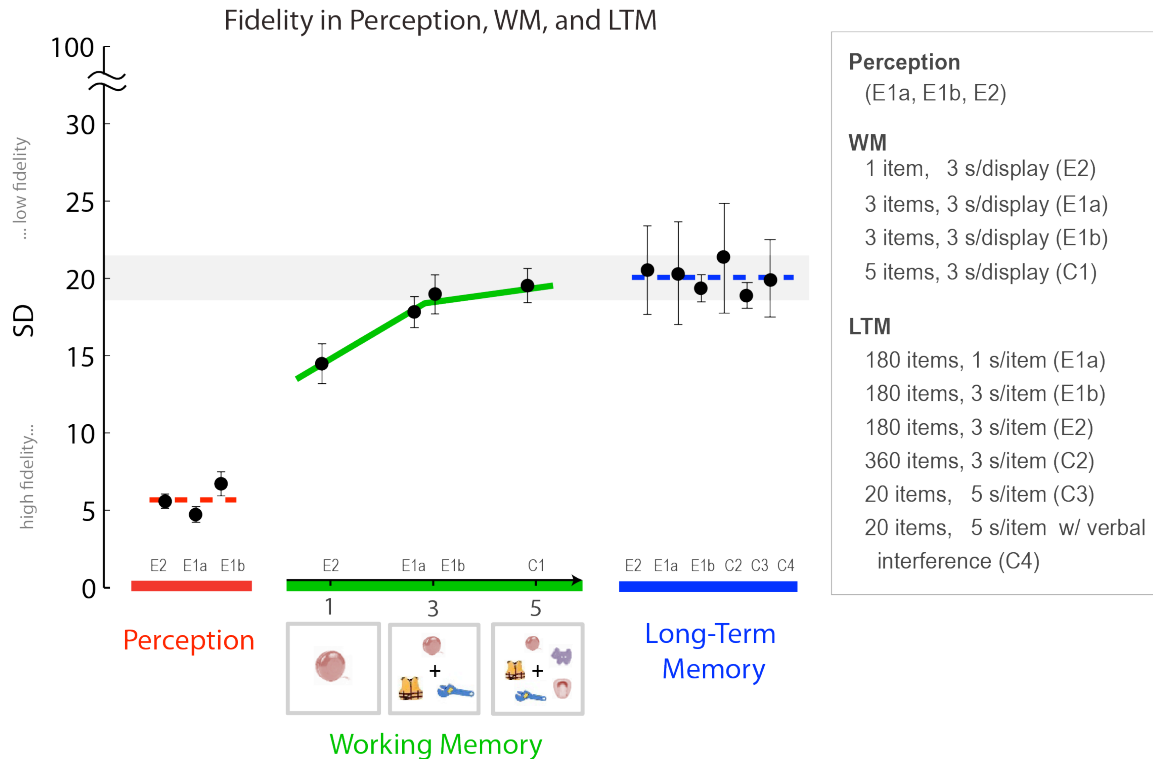 Fidelity in Perception, WM, and LTM
100
30
25
20
15
10
5
0
... low fidelity
SD
high fidelity...
E2 E1a E1b
E2 E1a E1b C1
E2 E1a E1b C2 C3 C4
1 3 5
+ +
Perception
Working Memory
Long-Term
Memory
Perception
(E1a, E1b, E2)
WM
1 item, 3 s/display (E2)
3 items, 3 s/display (E1a)
3 items, 3 s/display (E1b)
5 items, 3 s/display (C1)
LTM
180 items, 1 s/item (E1a)
180 items, 3 s/item (E1b)
180 items, 3 s/item (E2)
360 items, 3 s/item (C2)
20 items, 5 s/item (C3)
20 items, 5 s/item w/ verbal
interference (C4)